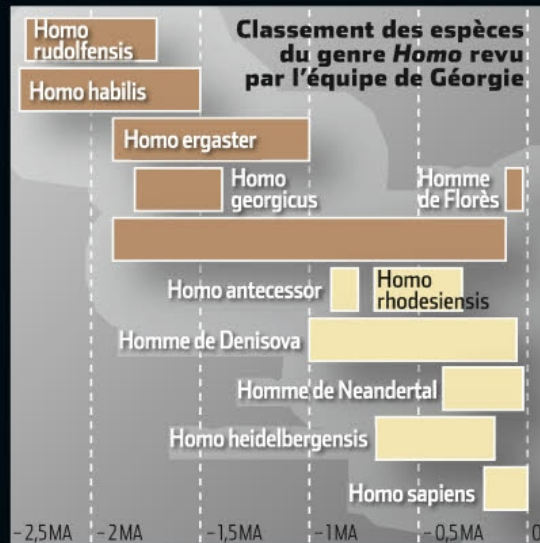 Classement des espèces
du genre Homo revu
par l'équipe de Géorgie
Homo
rudolfensis
Homo habilis
Homo ergaster
Homo
georgicus
Homme
de Florès
Homo antecessor
Homo
rhodesiensis
Homme de Denisova
Homme de Neandertal
Homo heidelbergensis
Homo sapiens
-2,5MA -2MA -1,5MA -1MA -0,5MA 0